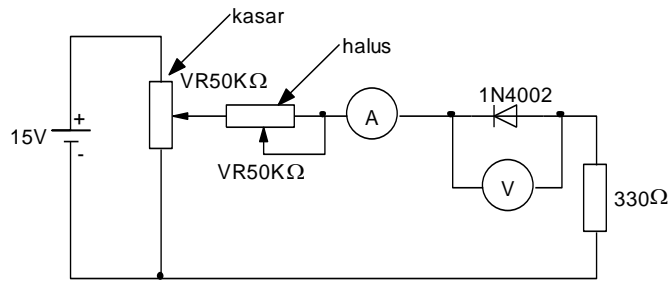 kasar
halus
VR50KΩ
1N4002
+
A
15V
-
VR50KΩ
V
330Ω